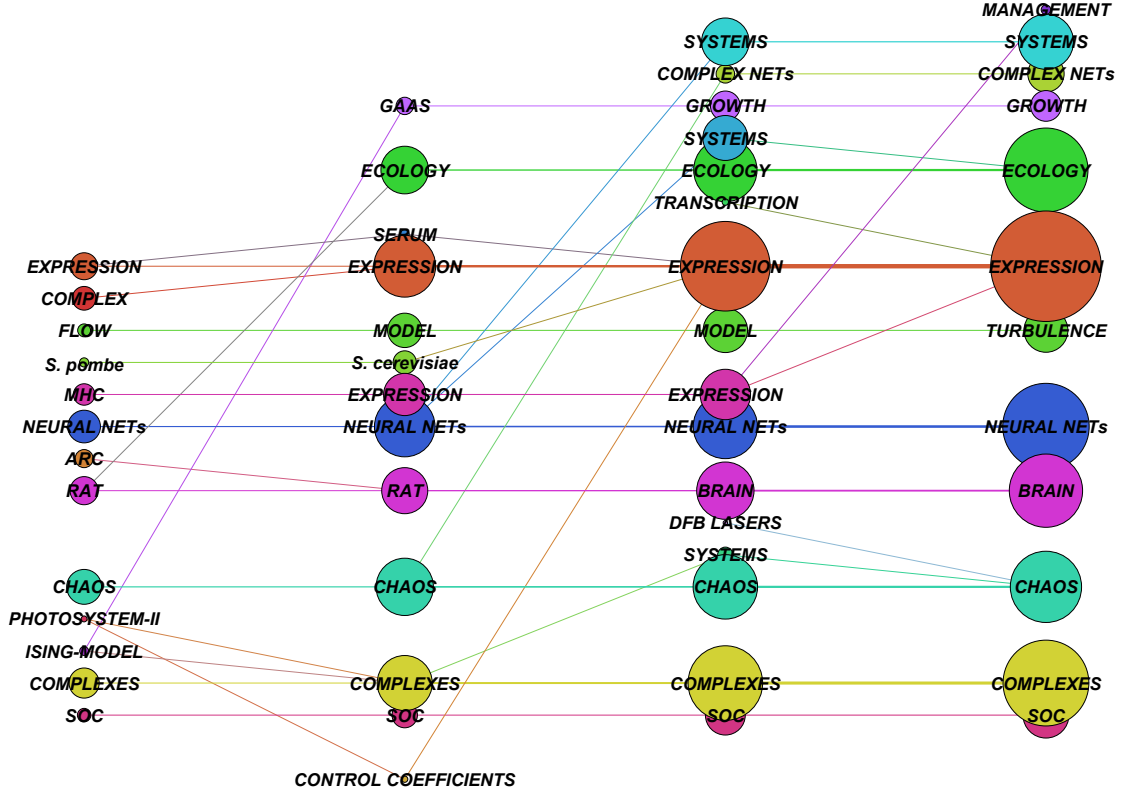 MANAGEMENT
SYSTEMS SYSTEMS
COMPLEX NETs COMPLEX NETs
GAAS GROWTH GROWTH
SYSTEMS
ECOLOGY ECOLOGY ECOLOGY
TRANSCRIPTION
SERUM
EXPRESSION EXPRESSION EXPRESSION EXPRESSION
COMPLEX
FLOW MODEL MODEL TURBULENCE
S. pombe S. cerevisiae
MHC EXPRESSION EXPRESSION
NEURAL NETs NEURAL NETs NEURAL NETs NEURAL NETs
ARC
RAT RAT BRAIN BRAIN
DFB LASERS
SYSTEMS
CHAOS CHAOS CHAOS CHAOS
PHOTOSYSTEM-II
ISING-MODEL
COMPLEXES COMPLEXES COMPLEXES COMPLEXES
SOC SOC SOC SOC
CONTROL COEFFICIENTS